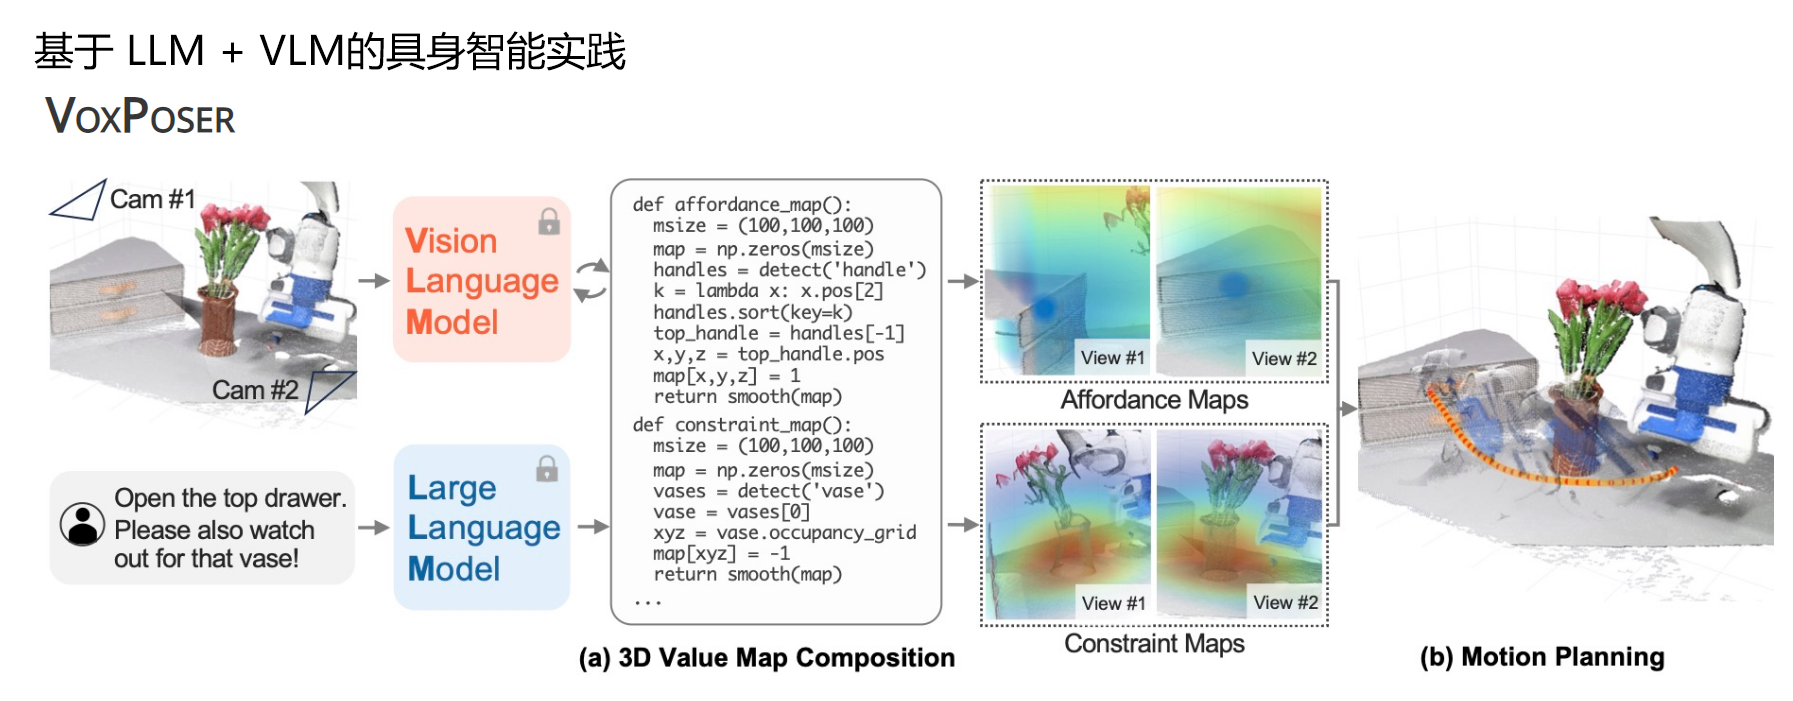 基于 LLM + VLM的具身智能实践
VOXPOSER
Cam #1
Cam #2
Open the top drawer.
Please also watch
out for that vase!
Vision
Language
Model
Large
Language
Model
def affordance_map():
  msize = (100,100,100)
  map = np.zeros(msize)
  handles = detect('handle')
  k = lambda x: x.pos[2]
  handles.sort(key=k)
  top_handle = handles[-1]
  x,y,z = top_handle.pos
  map[x,y,z] = 1
  return smooth(map)
def constraint_map():
  msize = (100,100,100)
  map = np.zeros(msize)
  vases = detect('vase')
  vase = vases[0]
  xyz = vase.occupancy_grid
  map[xyz] = -1
  return smooth(map)
...
(a) 3D Value Map Composition
View #1
View #2
Affordance Maps
View #1
View #2
Constraint Maps
(b) Motion Planning